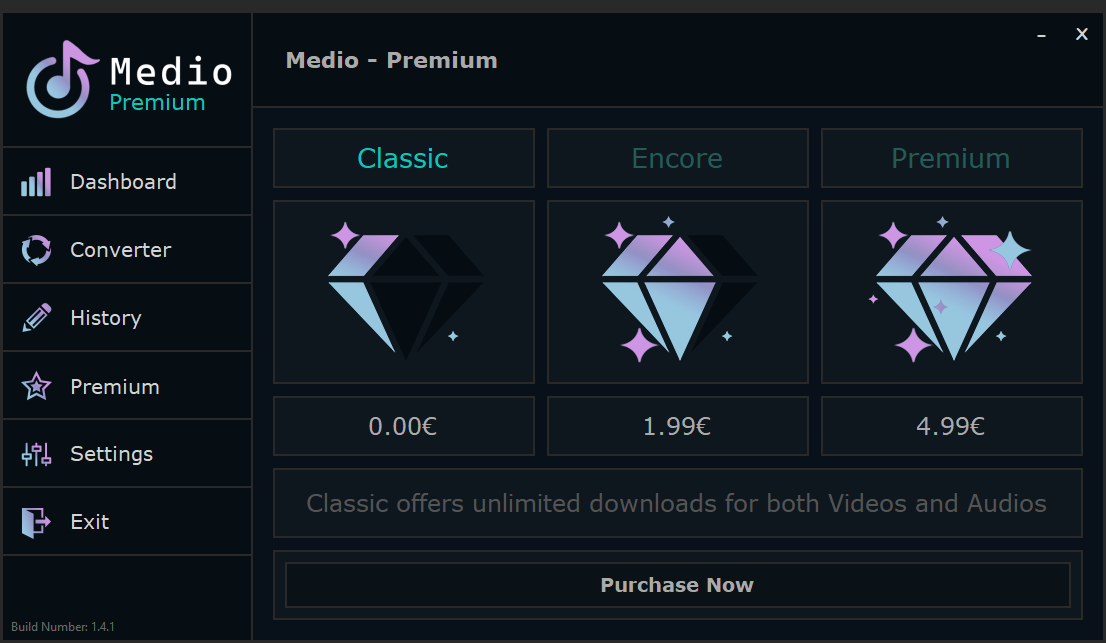 Medio
Premium
Medio - Premium
–
X
Dashboard
Converter
History
Premium
Settings
Exit
Build Number: 1.4.1
Classic
Encore
Premium
0.00€
1.99€
4.99€
Classic offers unlimited downloads for both Videos and Audios
Purchase Now